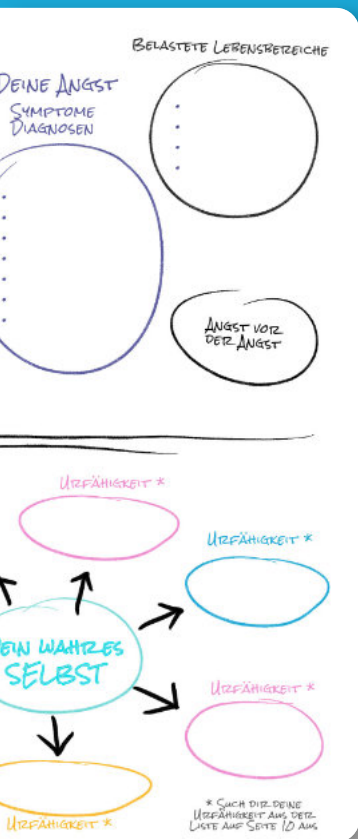 BELASTETE LEBENSBEREICHE
DEINE ANGST
SYMPTOME
DIAGNOSEN
ANGST VOR
DER ANGST
URFÄHIGKEIT *
URFÄHIGKEIT *
EIN WAHRES
SELBST
URFÄHIGKEIT *
URFÄHIGKEIT *
* SUCH DIR DEINE
URFÄHIGKEIT AUS DER
LISTE AUF SEITE 10 AUS